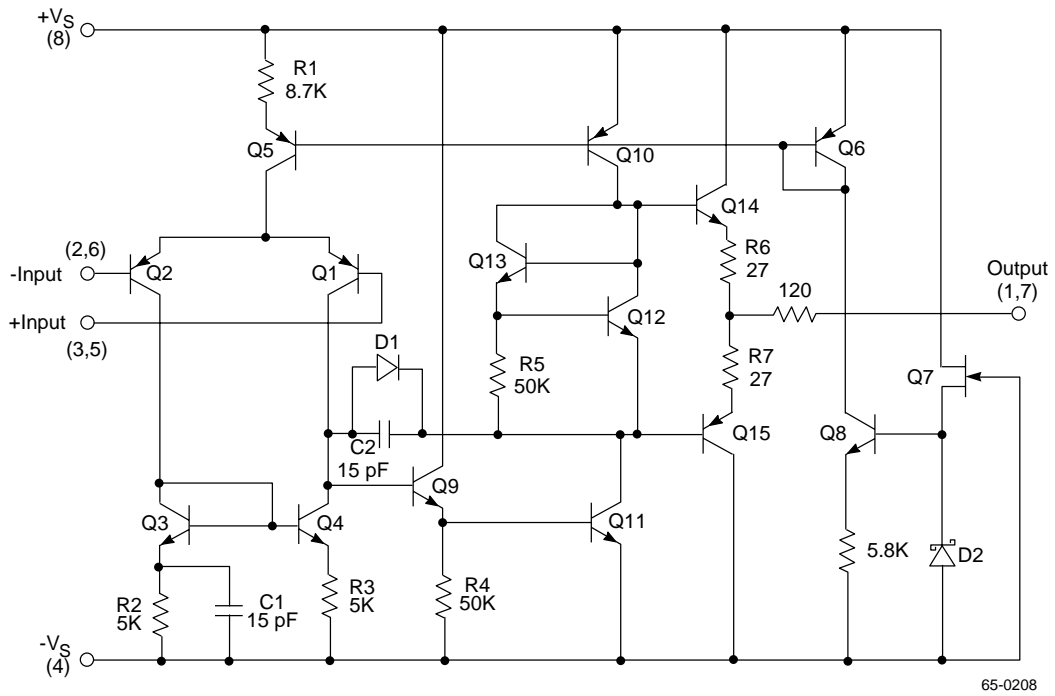 +VS
(8)
R1
8.7K
Q5
Q10
Q6
Q14
(2,6)
-Input
Q2
Q1
Q13
R6
27
Output
(1,7)
120
+Input
(3,5)
Q12
D1
R5
50K
R7
27
Q7
C2
15 pF
Q15
Q8
Q9
Q3
Q4
Q11
5.8K
D2
R2
5K
C1
15 pF
R3
5K
R4
50K
-VS
(4)
65-0208